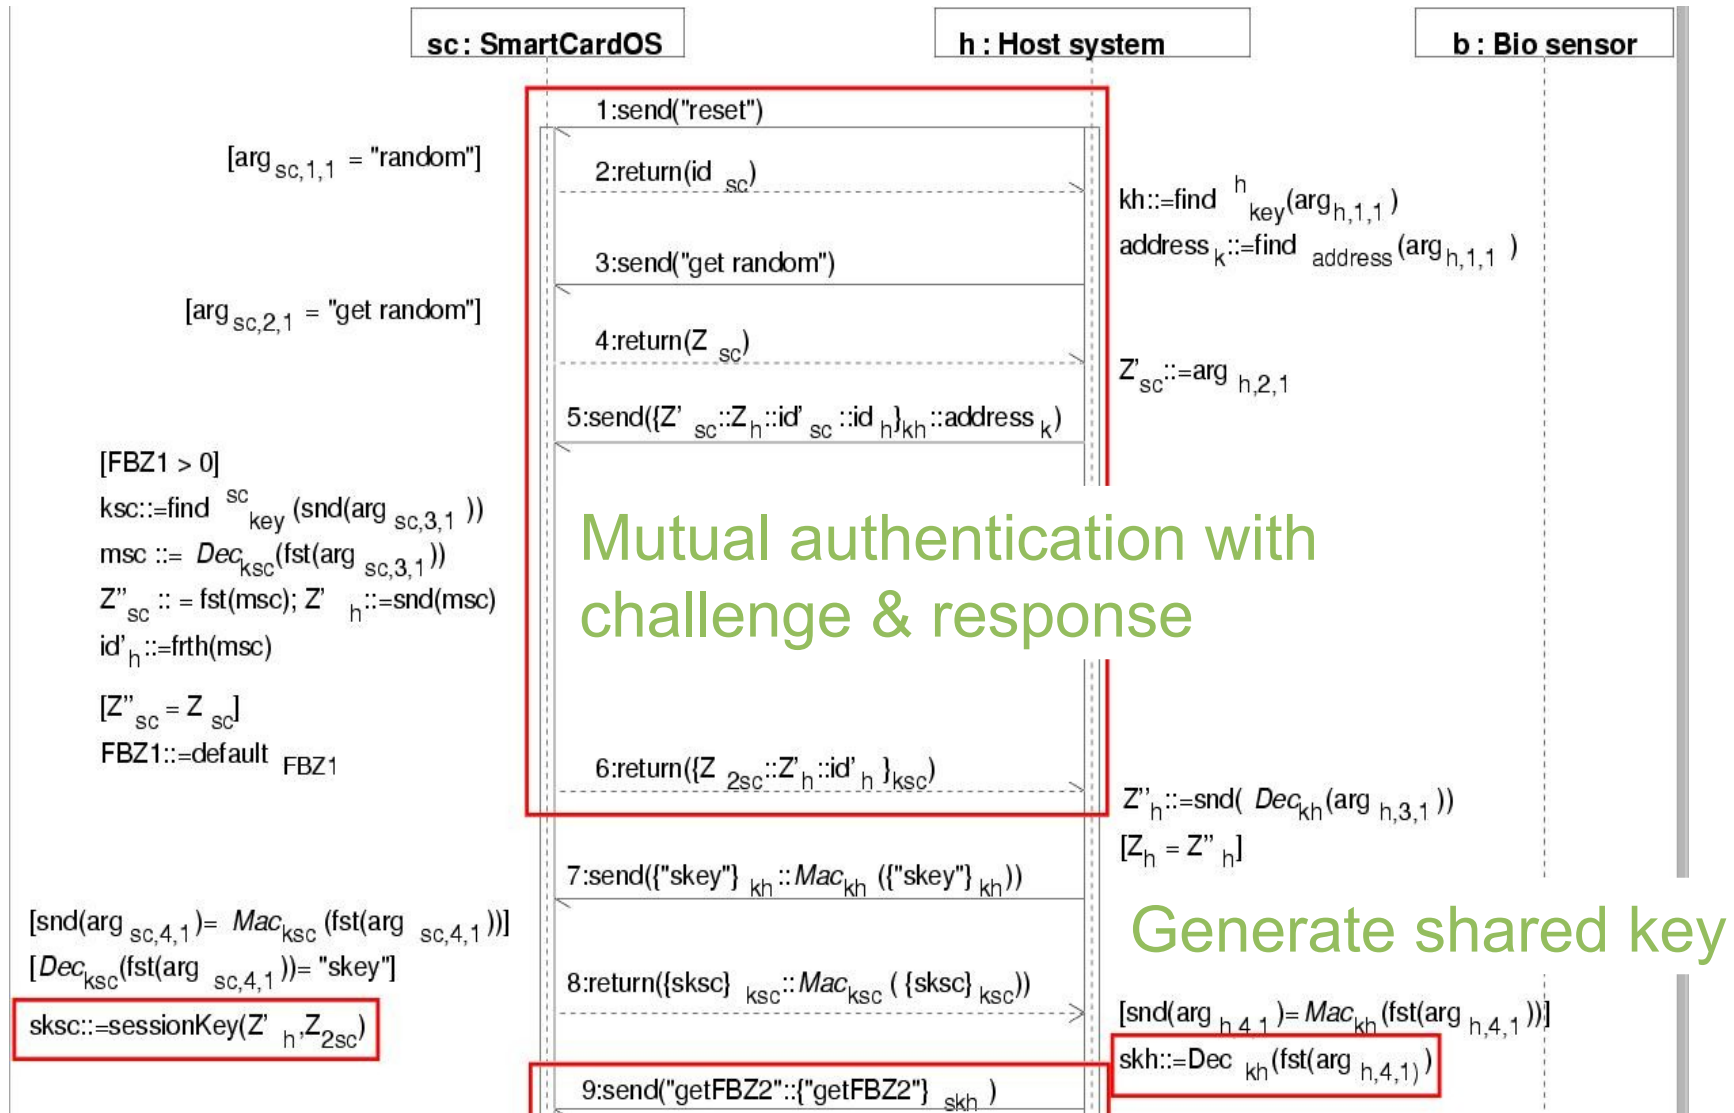 sc : SmartCardOS
h : Host system
b : Bio sensor
1:send("reset")
[arg sc,1,1 = "random"]
2:return(id sc)
kh::=find h key(arg h,1,1 )
address k::=find address (arg h,1,1 )
3:send("get random")
[arg sc,2,1 = "get random"]
4:return(Z sc)
Z' sc::=arg h,2,1
5:send({Z' sc::Z h::id' sc ::id h}kh::address k)
[FBZ1 > 0]
ksc::=find sc key (snd(arg sc,3,1 ))
msc ::= Dec ksc(fst(arg sc,3,1 ))
Z'' sc :: = fst(msc); Z' h::=snd(msc)
id' h::=frth(msc)
Mutual authentication with
challenge & response
[Z'' sc = Z sc]
FBZ1::=default FBZ1
6:return({Z 2sc::Z' h::id' h }ksc)
Z'' h::=snd( Dec kh(arg h,3,1 ))
[Z h = Z'' h]
7:send({"skey"} kh::Mac kh ({"skey"} kh))
[snd(arg sc,4,1 )= Mac ksc (fst(arg sc,4,1 ))]
[Dec ksc(fst(arg sc,4,1 ))= "skey"]
Generate shared key
8:return({sksc} ksc::Mac ksc ( {sksc} ksc))
sksc::=sessionKey(Z' h,Z 2sc)
[snd(arg h,4,1 )= Mac kh (fst(arg h,4,1 ))]
skh::=Dec kh(fst(arg h,4,1) )
9:send("getFBZ2"::{"getFBZ2"} skh )